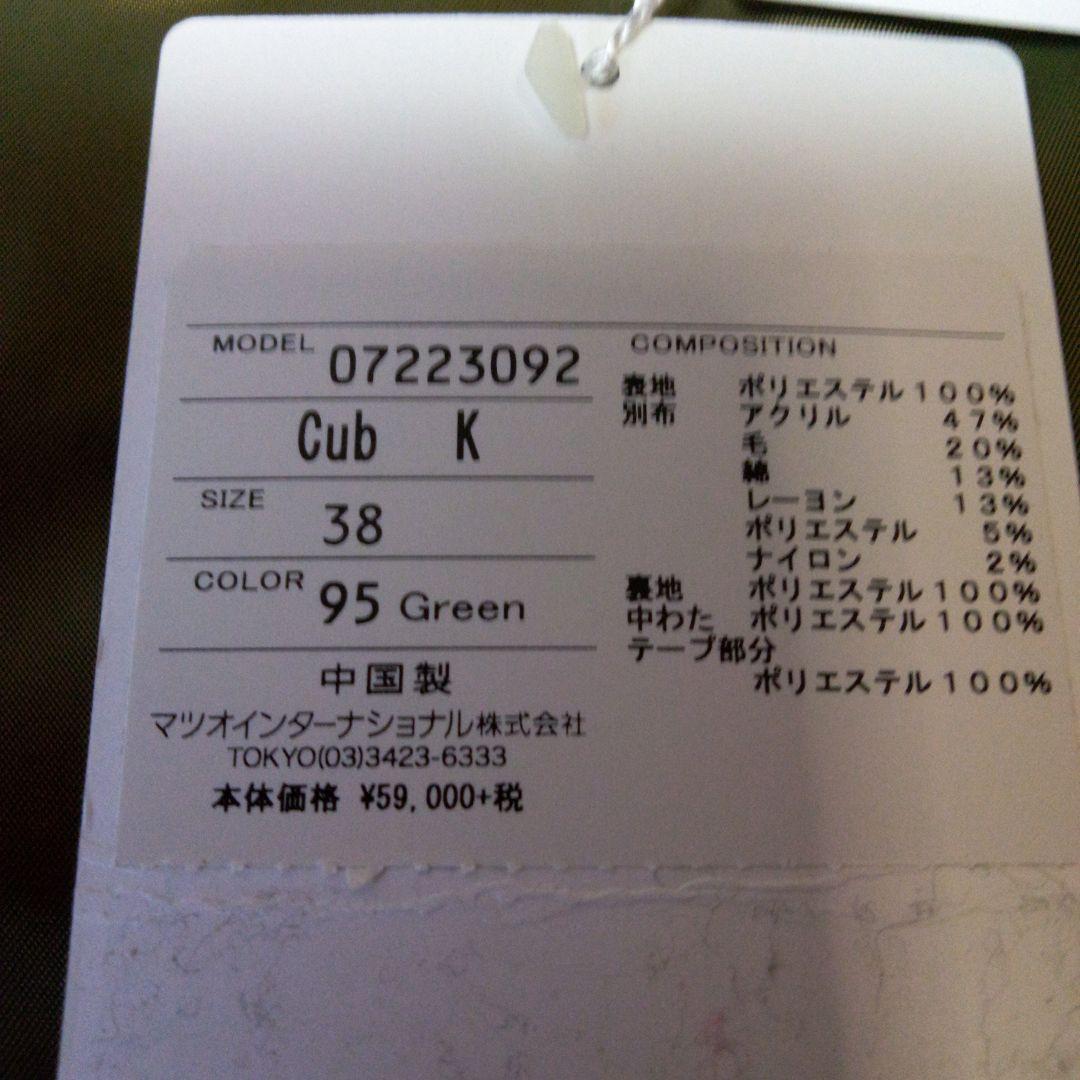 MODEL 07223092
Cub K
SIZE 38
COLOR 95 Green
中国製
マツオインターナショナル株式会社
TOKYO(03)3423-6333
本体価格 ¥59,000+税
COMPOSITION
表地 ポリエステル100%
別布 アクリル 47%
毛 20%
綿 13%
レーヨン 13%
ポリエステル 5%
ナイロン 2%
裏地 ポリエステル100%
中わた ポリエステル100%
テープ部分
ポリエステル100%